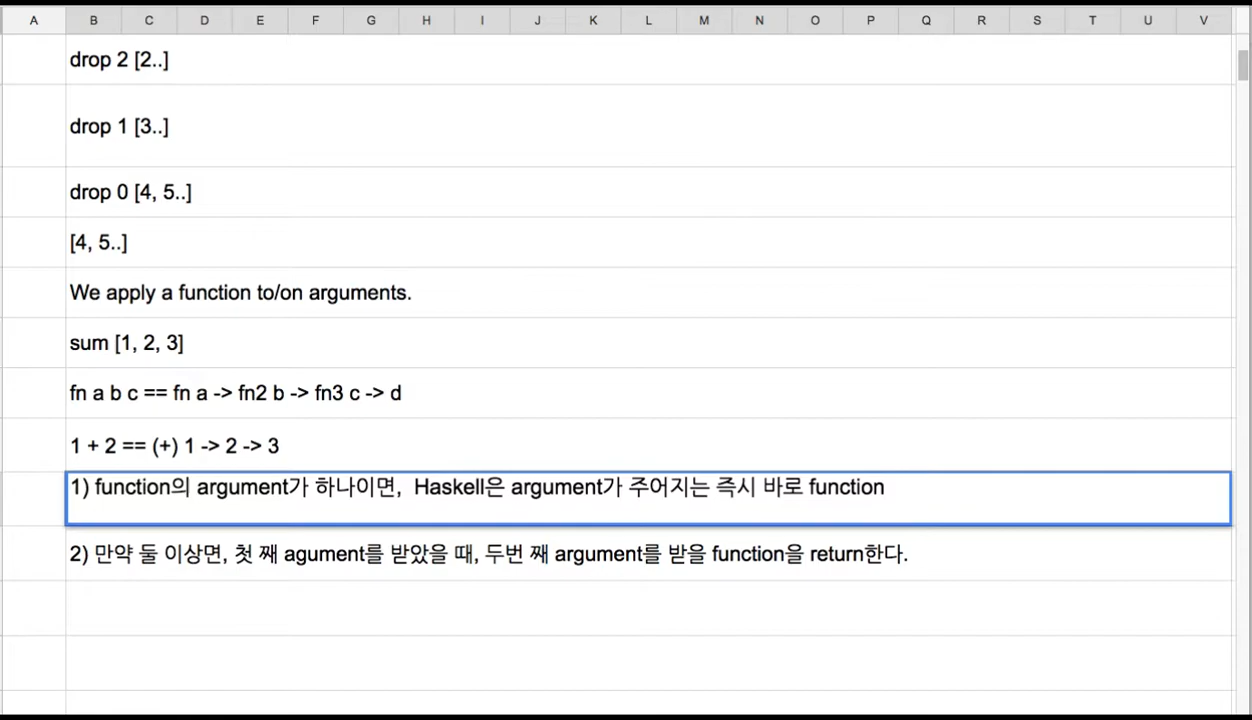 A B C D E F G H I J K L M N O P Q R S T U V
drop 2 [2..]
drop 1 [3..]
drop 0 [4, 5..]
[4, 5..]
We apply a function to/on arguments.
sum [1, 2, 3]
fn a b c == fn a -> fn2 b -> fn3 c -> d
1 + 2 == (+) 1 -> 2 -> 3
1) function의 argument가 하나이면,  Haskell은 argument가 주어지는 즉시 바로 function
2) 만약 둘 이상면, 첫 째 agument를 받았을 때, 두번 째 argument를 받을 function을 return한다.